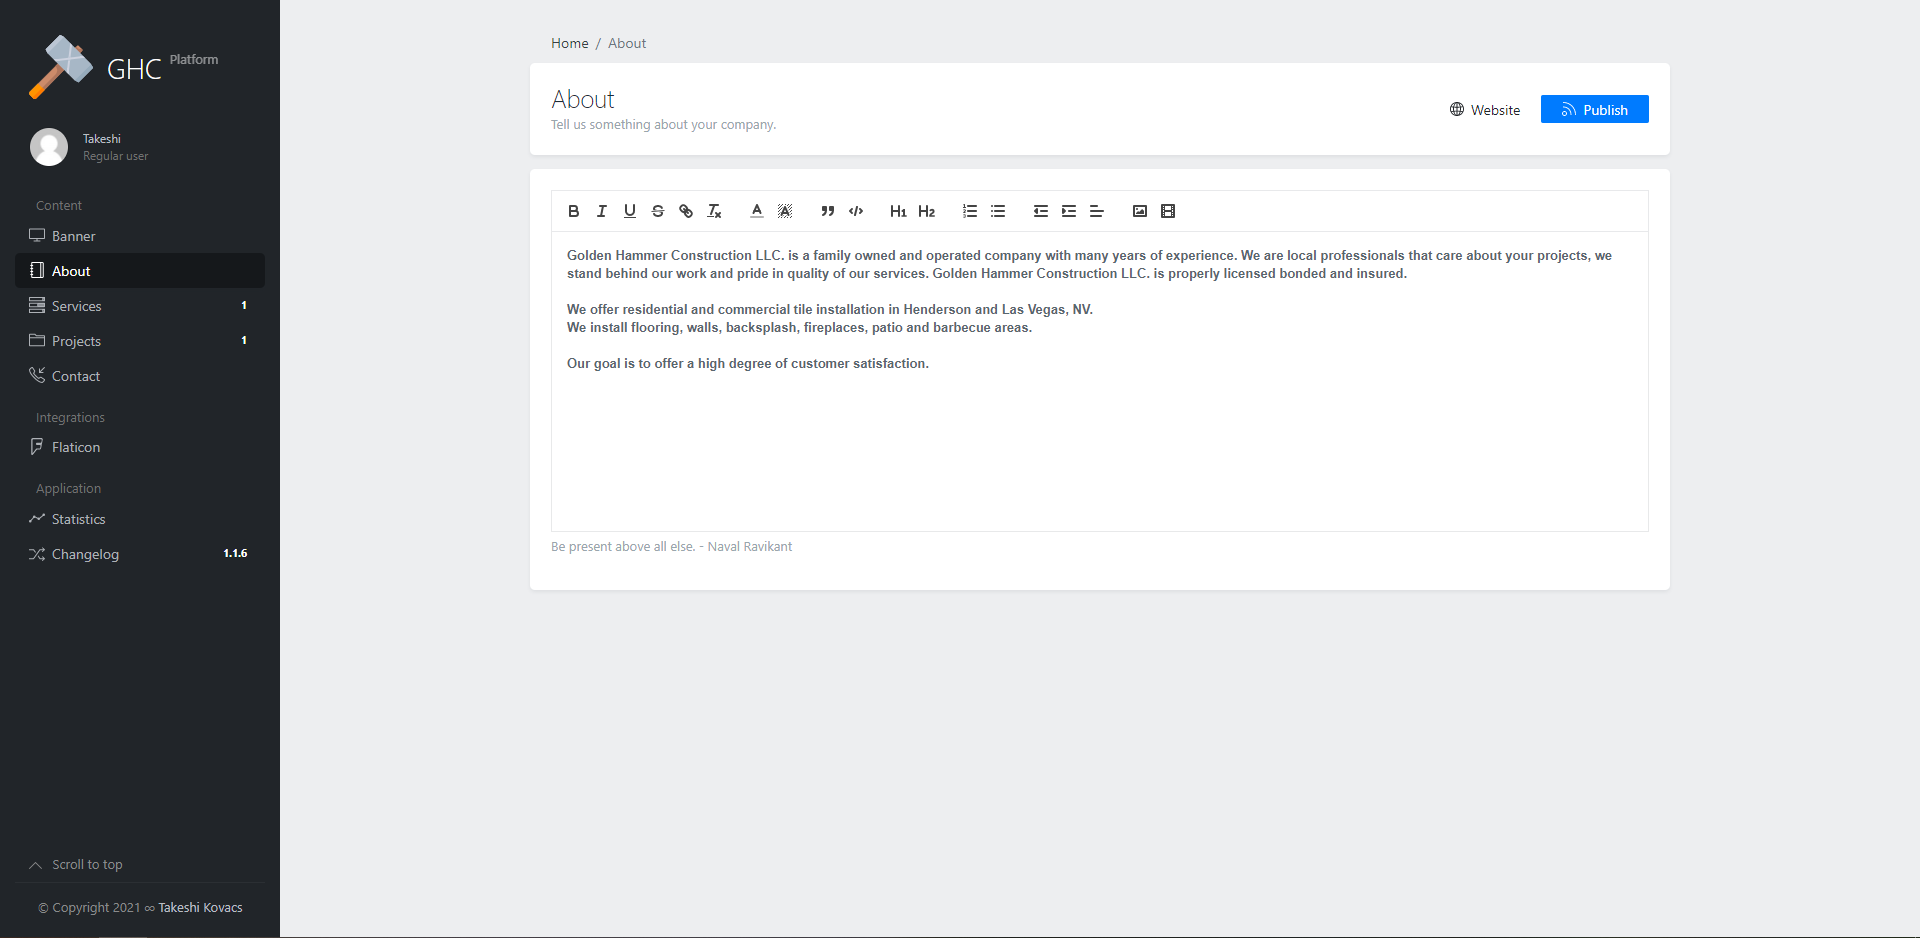 GHC Platform
Takeshi
Regular user
Content
Banner
About
Services 1
Projects 1
Contact
Integrations
Flaticon
Application
Statistics
Changelog 1.1.6
Scroll to top
© Copyright 2021 ∞ Takeshi Kovacs
Home / About
About
Tell us something about your company.
Website
Publish
B I U S Tx A A H1 H2
Golden Hammer Construction LLC. is a family owned and operated company with many years of experience. We are local professionals that care about your projects, we
stand behind our work and pride in quality of our services. Golden Hammer Construction LLC. is properly licensed bonded and insured.
We offer residential and commercial tile installation in Henderson and Las Vegas, NV.
We install flooring, walls, backsplash, fireplaces, patio and barbecue areas.
Our goal is to offer a high degree of customer satisfaction.
Be present above all else. - Naval Ravikant